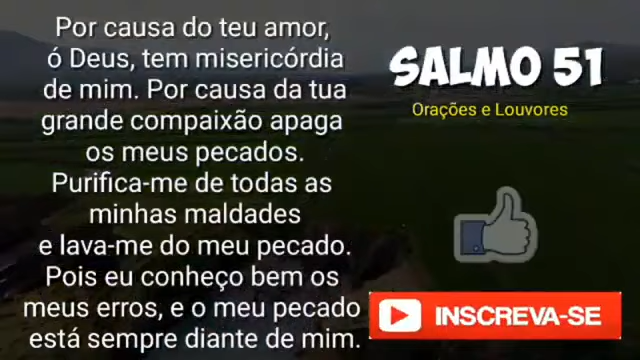 Por causa do teu amor,
ó Deus, tem misericórdia
de mim. Por causa da tua
grande compaixão apaga
os meus pecados.
Purifica-me de todas as
minhas maldades
e lava-me do meu pecado.
Pois eu conheço bem os
meus erros, e o meu pecado
está sempre diante de mim.
SALMO 51
Orações e Louvores
INSCREVA-SE